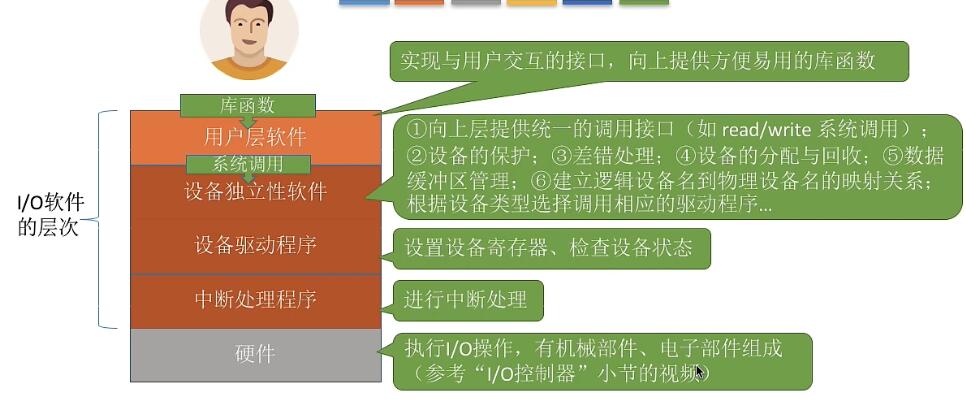 实现与用户交互的接口，向上提供方便易用的库函数
库函数
用户层软件
①向上层提供统一的调用接口（如 read/write 系统调用）；
②设备的保护；③差错处理；④设备的分配与回收；⑤数据
缓冲区管理；⑥建立逻辑设备名到物理设备名的映射关系；
根据设备类型选择调用相应的驱动程序...
系统调用
设备独立性软件
I/O软件
的层次
设备驱动程序
设置设备寄存器、检查设备状态
中断处理程序
进行中断处理
硬件
执行I/O操作，有机械部件、电子部件组成
（参考“I/O控制器”小节的视频）